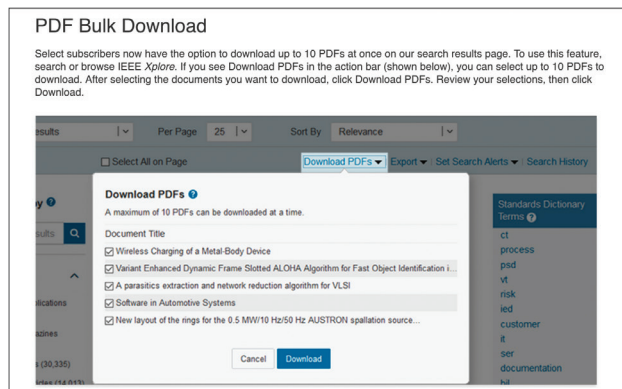 PDF Bulk Download
Select subscribers now have the option to download up to 10 PDFs at once on our search results page. To use this feature,
search or browse IEEE Xplore. If you see Download PDFs in the action bar (shown below), you can select up to 10 PDFs to
download. After selecting the documents you want to download, click Download PDFs. Review your selections, then click
Download.
esults Per Page 25 Sort By Relevance
Select All on Page Download PDFs Export Set Search Alerts Search History
Download PDFs
A maximum of 10 PDFs can be downloaded at a time.
Document Title
Wireless Charging of a Metal-Body Device
Variant Enhanced Dynamic Frame Slotted ALOHA Algorithm for Fast Object Identification i...
A parasitics extraction and network reduction algorithm for VLSI
Software in Automotive Systems
New layout of the rings for the 0.5 MW/10 Hz/50 Hz AUSTRON spallation source...
Cancel Download
by
sults
blications
azines
s (30,335)
icles (14,013)
Standards Dictionary
Terms
ct
process
psd
vt
risk
ied
customer
it
ser
documentation